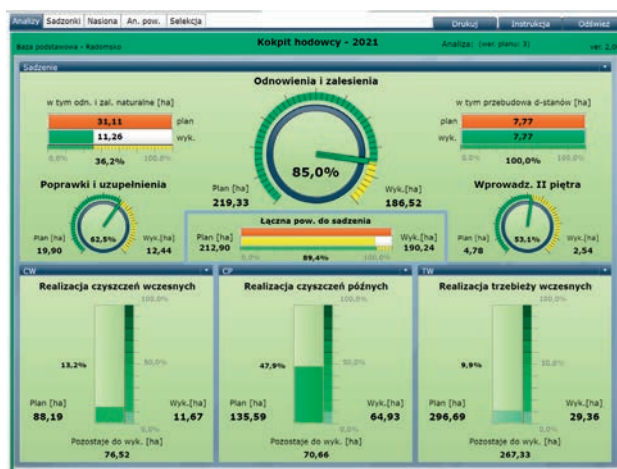 Analizy Sadzonki Nasiona An. pow. Selekcja Drukuj Instrukcja Odśwież
Baza podstawowa - Radomsko Kokpit hodowcy - 2021 Analiza: (wer. planu: 3) ver. 2,0
Sadzenie
Odnowienia i zalesienia
w tym odn. i zal. naturalne [ha]
31,11 plan
11,26 wyk.
0.0% 36,2% 100.0%
85,0%
Plan [ha] Wyk.[ha]
219,33 186,52
w tym przebudowa d-stanów [ha]
7,77 plan
7,77 wyk.
0.0% 100,0% 100.0%
Poprawki i uzupełnienia
62,5%
Plan [ha] Wyk.[ha]
19,90 12,44
Łączna pow. do sadzenia
Plan [ha] Wyk.[ha]
212,90 190,24
0.0% 89,4% 100.0%
Wprowadz. II piętra
53,1%
Plan [ha] Wyk.[ha]
4,78 2,54
CW
Realizacja czyszczeń wczesnych
100,0%
13,2% 50,0%
Plan [ha] Wyk.[ha]
88,19 11,67
0,0%
Pozostaje do wyk. [ha]
76,52
CP
Realizacja czyszczeń późnych
100,0%
47,9% 50,0%
Plan [ha] Wyk.[ha]
135,59 64,93
0,0%
Pozostaje do wyk. [ha]
70,66
TW
Realizacja trzebieży wczesnych
100,0%
9,9% 50,0%
Plan [ha] Wyk.[ha]
296,69 29,36
0,0%
Pozostaje do wyk. [ha]
267,33